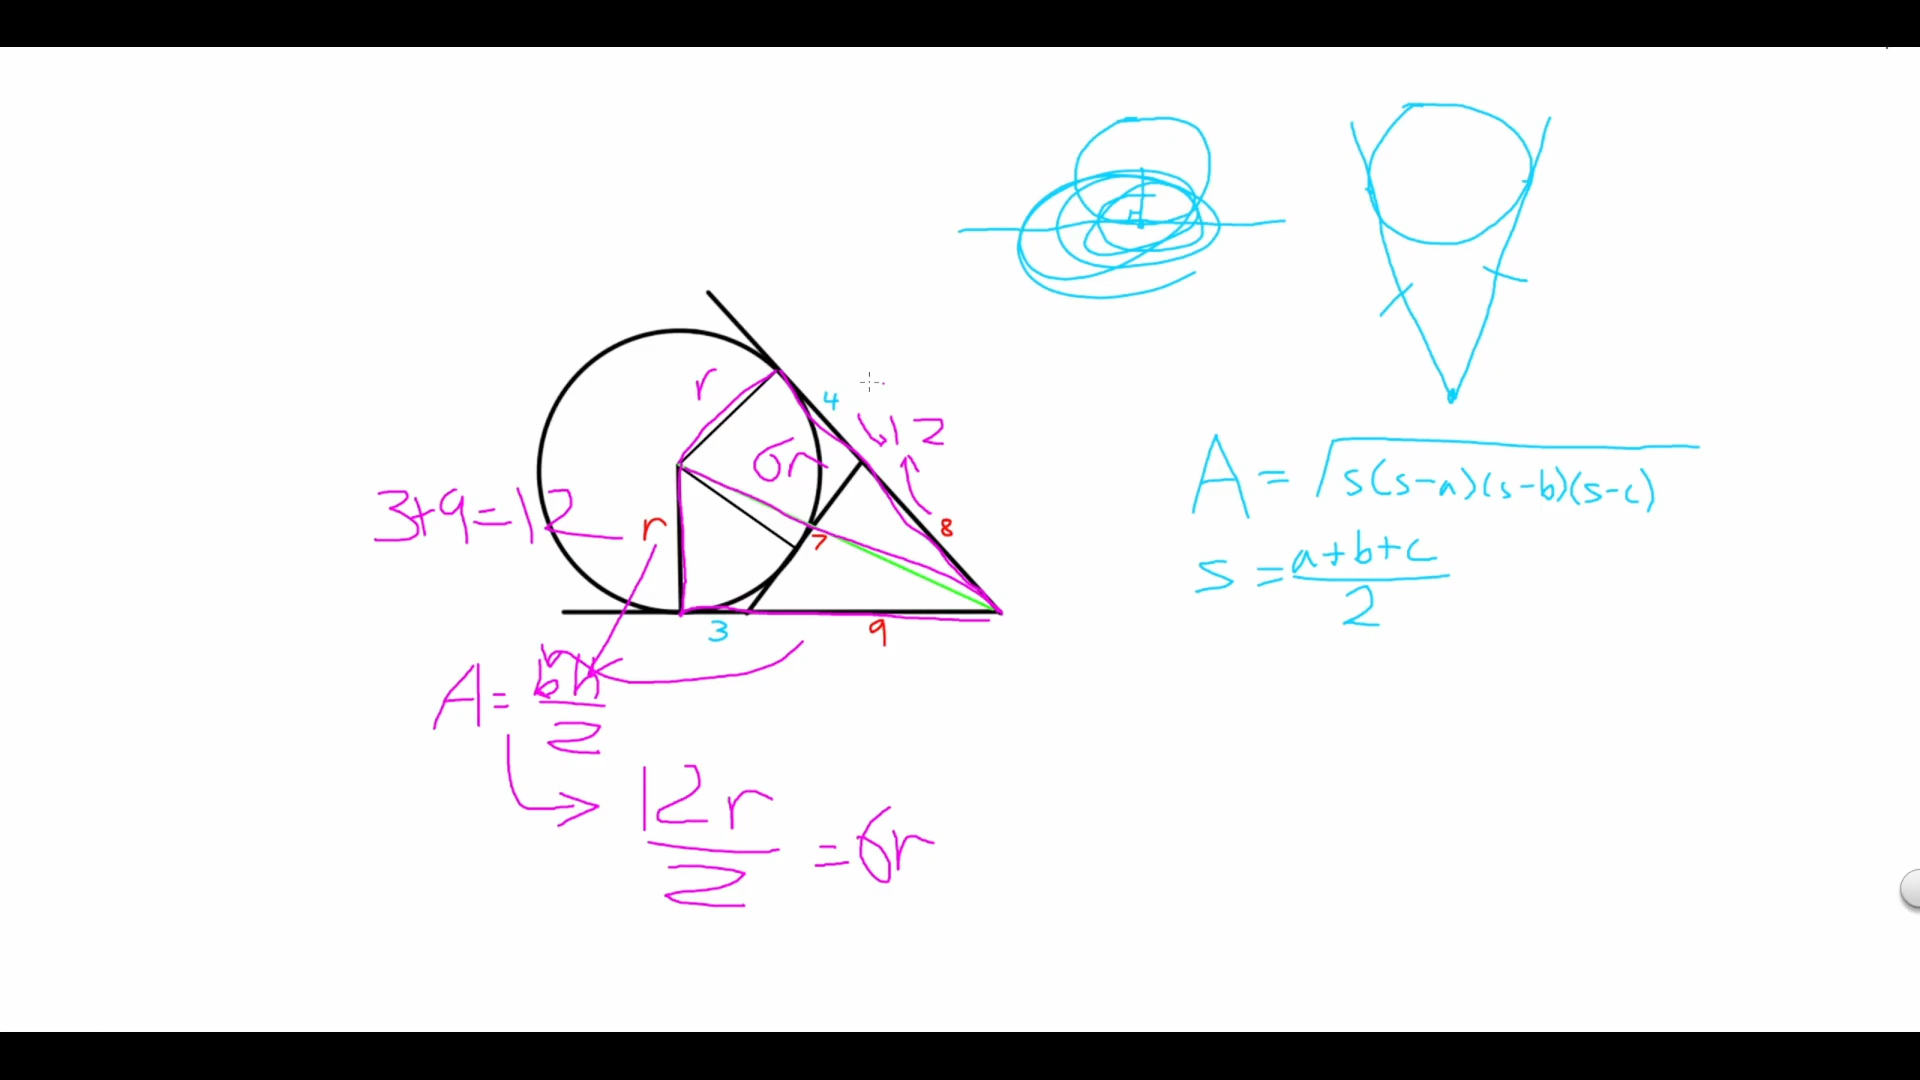 r
4
12
6r
8
3+9=12
r
7
3
9
A = bh/2
12r/2 = 6r
A = √s(s-a)(s-b)(s-c)
s = a+b+c/2